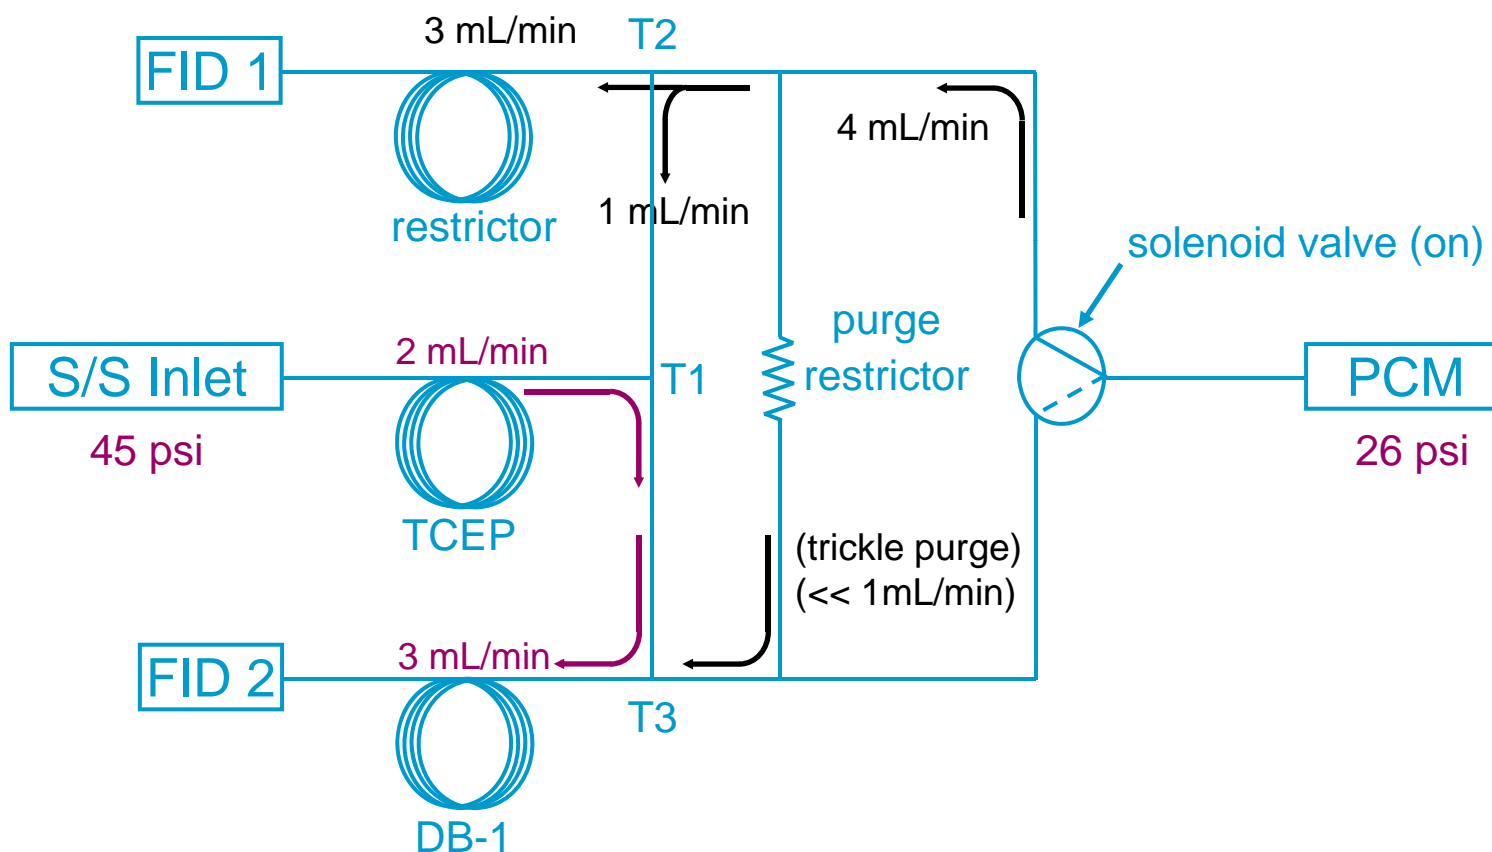 3 mL/min
T2
FID 1
4 mL/min
1 mL/min
restrictor
solenoid valve (on)
purge
restrictor
2 mL/min
S/S Inlet
T1
PCM
45 psi
26 psi
TCEP
(trickle purge)
(<< 1mL/min)
3 mL/min
FID 2
T3
DB-1